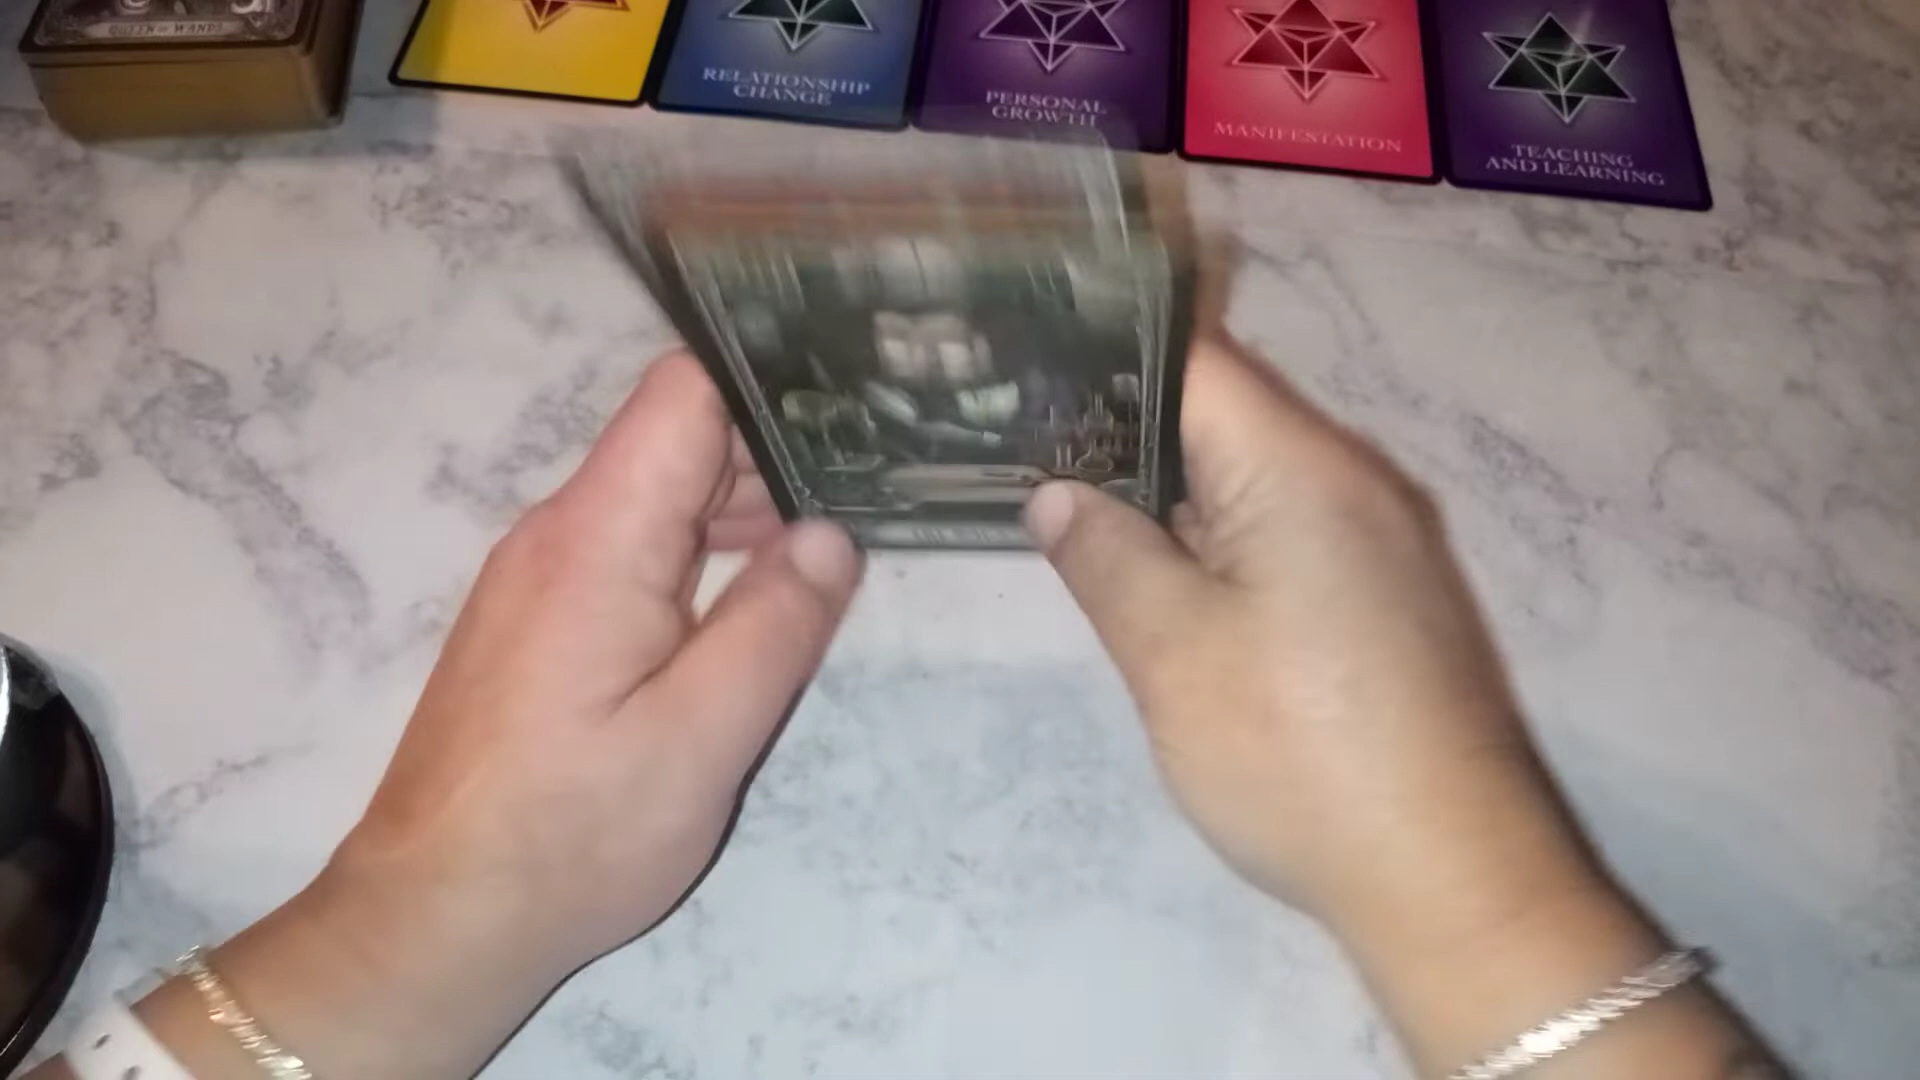 QUEEN OF WANDS
RELATIONSHIP
CHANGE
PERSONAL
GROWTH
MANIFESTATION
TEACHING
AND LEARNING